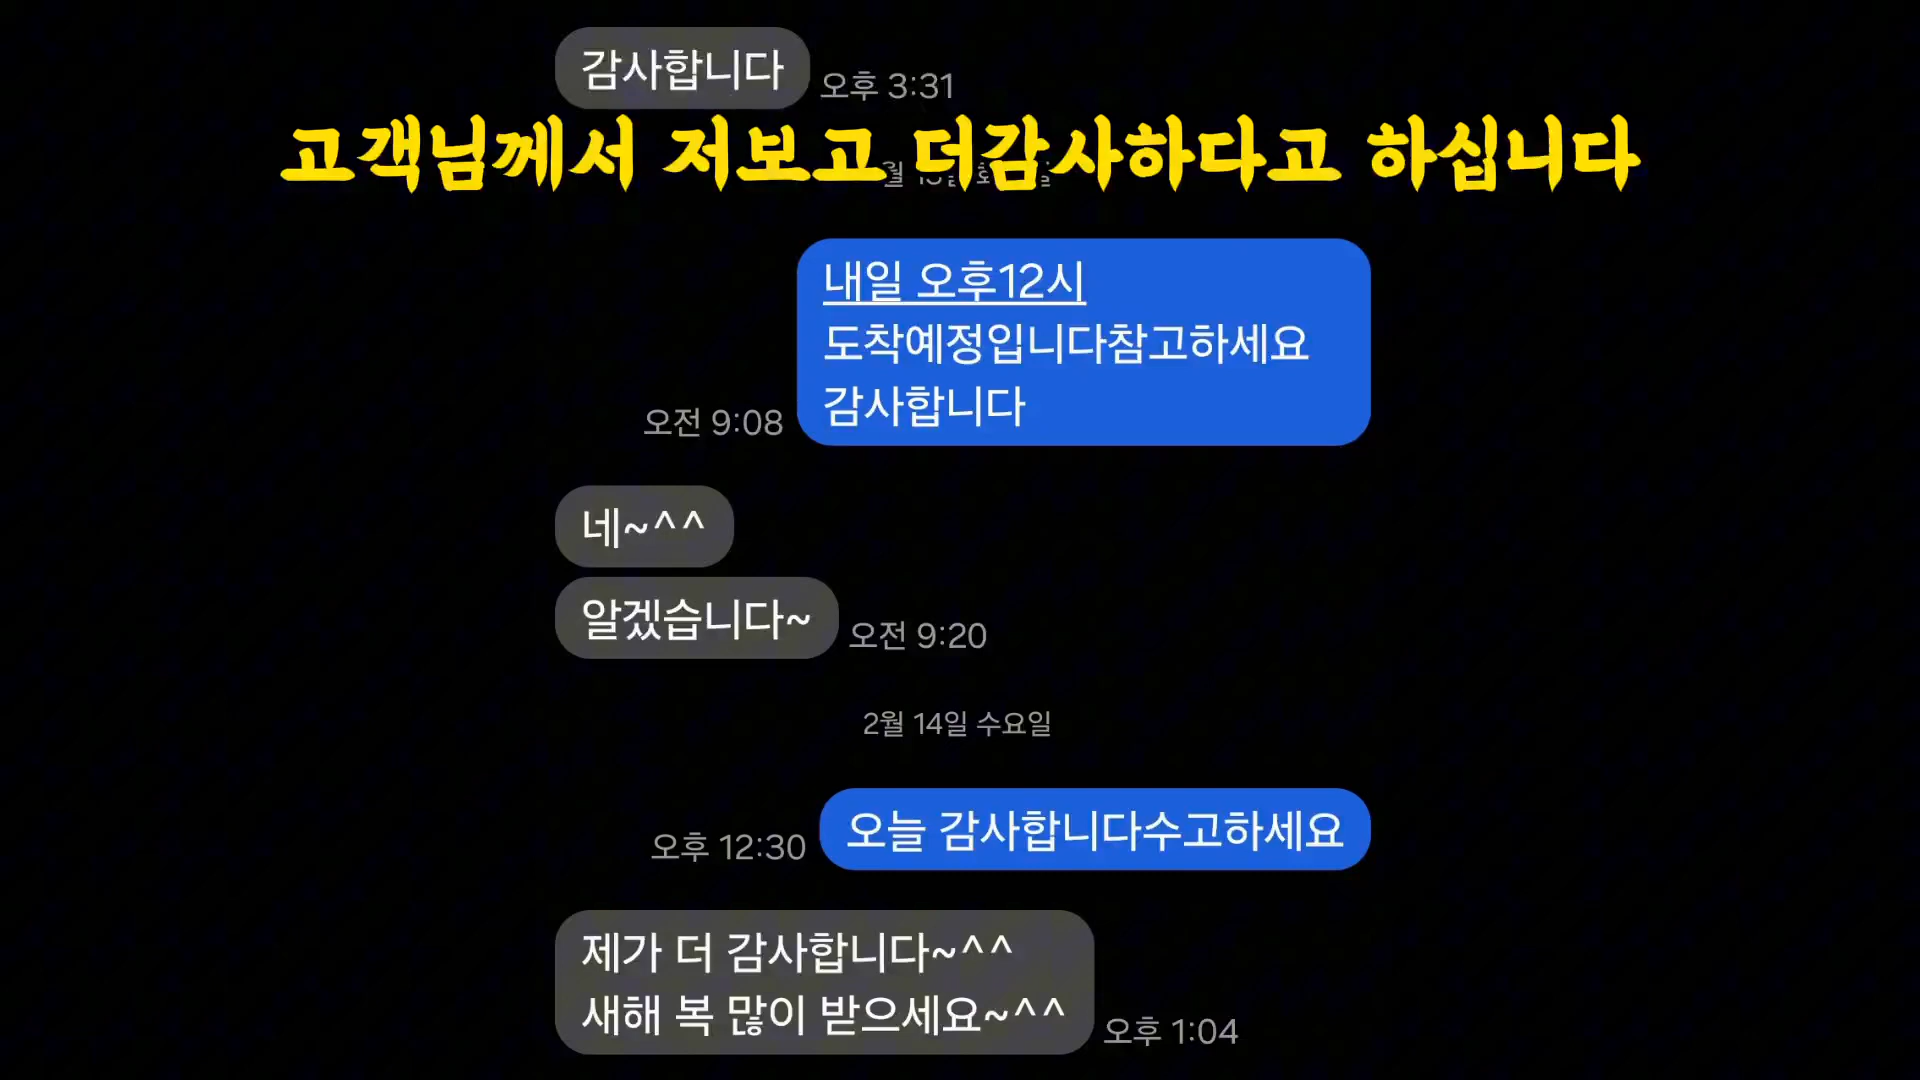 감사합니다
오후 3:31
고객님께서 저보고 더감사하다고 하십니다
내일 오후12시
도착예정입니다참고하세요
감사합니다
오전 9:08
네~^^
알겠습니다~
오전 9:20
2월 14일 수요일
오늘 감사합니다수고하세요
오후 12:30
제가 더 감사합니다~^^
새해 복 많이 받으세요~^^
오후 1:04